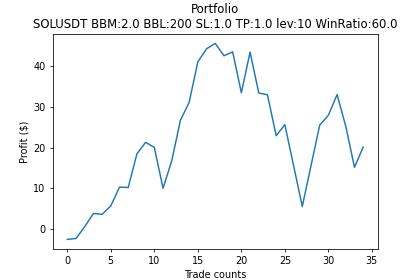 Portfolio
SOLUSDT BBM:2.0 BBL:200 SL:1.0 TP:1.0 lev:10 WinRatio:60.0
40
30
20
10
0
Profit ($)
0 5 10 15 20 25 30 35
Trade counts